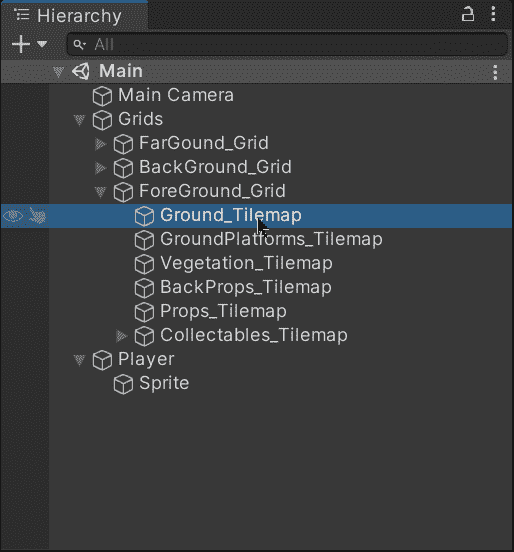 Hierarchy
All
Main
Main Camera
Grids
FarGound_Grid
BackGround_Grid
ForeGround_Grid
Ground_Tilemap
GroundPlatforms_Tilemap
Vegetation_Tilemap
BackProps_Tilemap
Props_Tilemap
Collectables_Tilemap
Player
Sprite